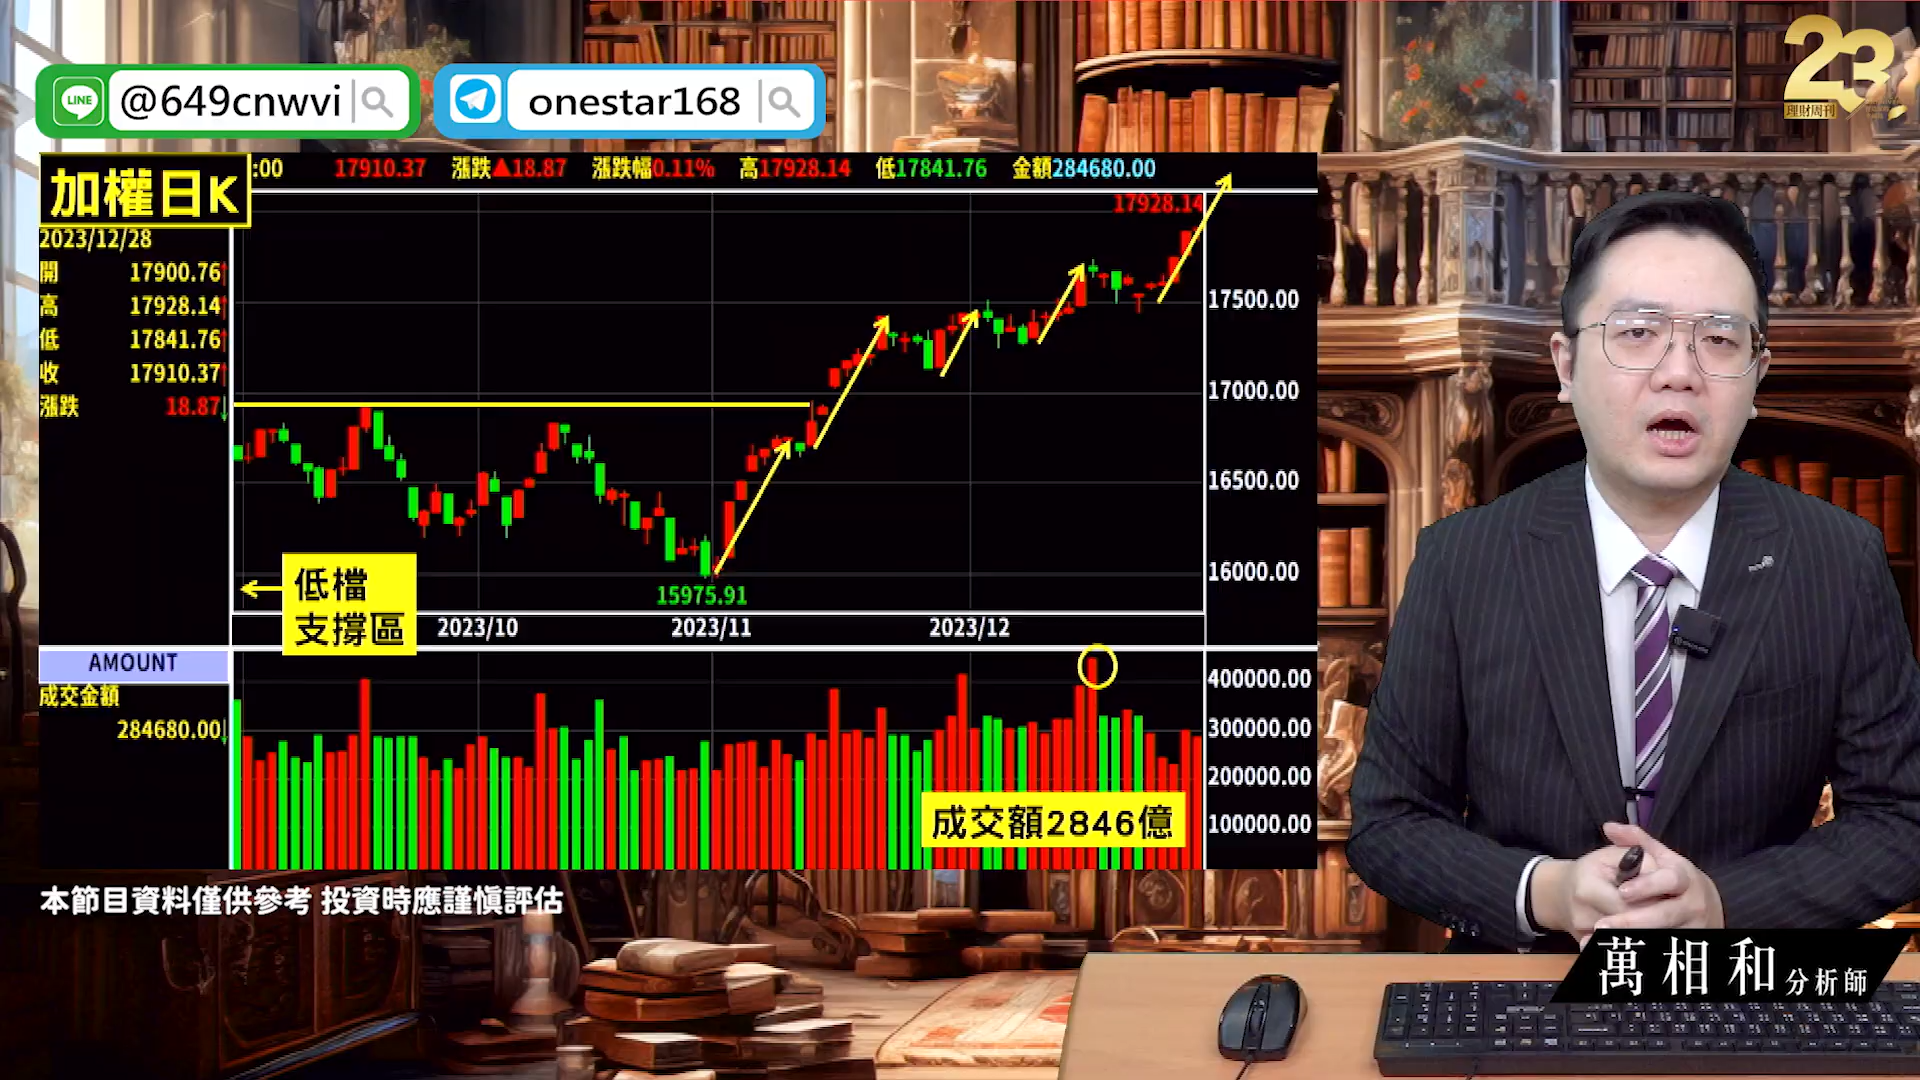 LINE
@649cnwvi
onestar168
23
理財周刊
加權日K
:00 17910.37 漲跌▲18.87 漲跌幅0.11% 高17928.14 低17841.76 金額284680.00
2023/12/28
開 17900.76↑
高 17928.14↑
低 17841.76↑
收 17910.37↑
漲跌 18.87↓
17928.14
17500.00
17000.00
16500.00
16000.00
15975.91
低檔
支撐區
2023/10
2023/11
2023/12
AMOUNT
成交金額
284680.00↓
400000.00
300000.00
200000.00
100000.00
成交額2846億
本節目資料僅供參考 投資時應謹慎評估
萬相和分析師